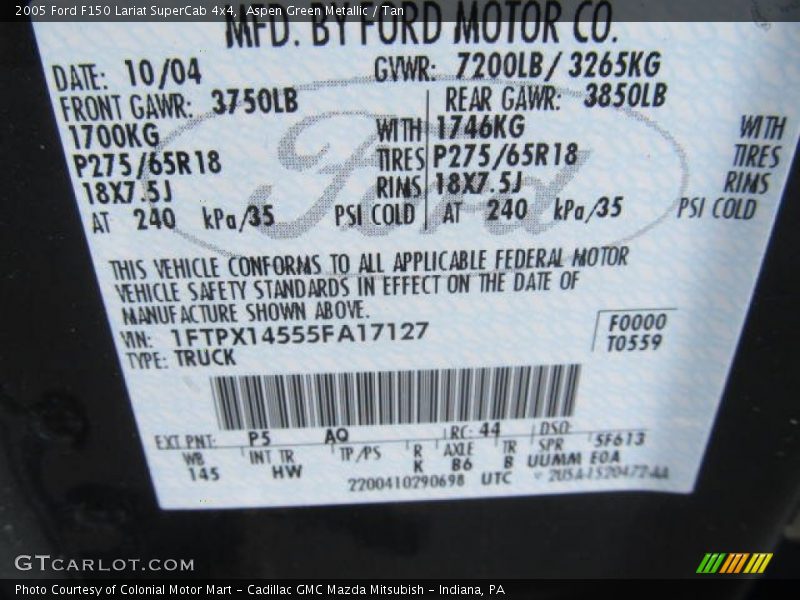 2005 Ford F150 Lariat SuperCab 4x4, Aspen Green Metallic / Tan
MFD. BY FORD MOTOR CO.
DATE: 10/04 GVWR: 7200LB/ 3265KG
FRONT GAWR: 3750LB REAR GAWR: 3850LB
1700KG WITH 1746KG WITH
P275/65R18 TIRES P275/65R18 TIRES
18X7.5J RIMS 18X7.5J RIMS
AT 240 kPa/35 PSI COLD AT 240 kPa/35 PSI COLD
Ford
THIS VEHICLE CONFORMS TO ALL APPLICABLE FEDERAL MOTOR
VEHICLE SAFETY STANDARDS IN EFFECT ON THE DATE OF
MANUFACTURE SHOWN ABOVE.
VIN: 1FTPX14555FA17127 F0000
TYPE: TRUCK T0559
EXT PNT: P5 AQ RC: 44 DSO:
WB INT TR TP/PS R AXLE TR SPR 5F613
145 HW K B6 B UUMM E0A
2200410290698 UTC
GTCARLOT.COM
Photo Courtesy of Colonial Motor Mart - Cadillac GMC Mazda Mitsubish - Indiana, PA